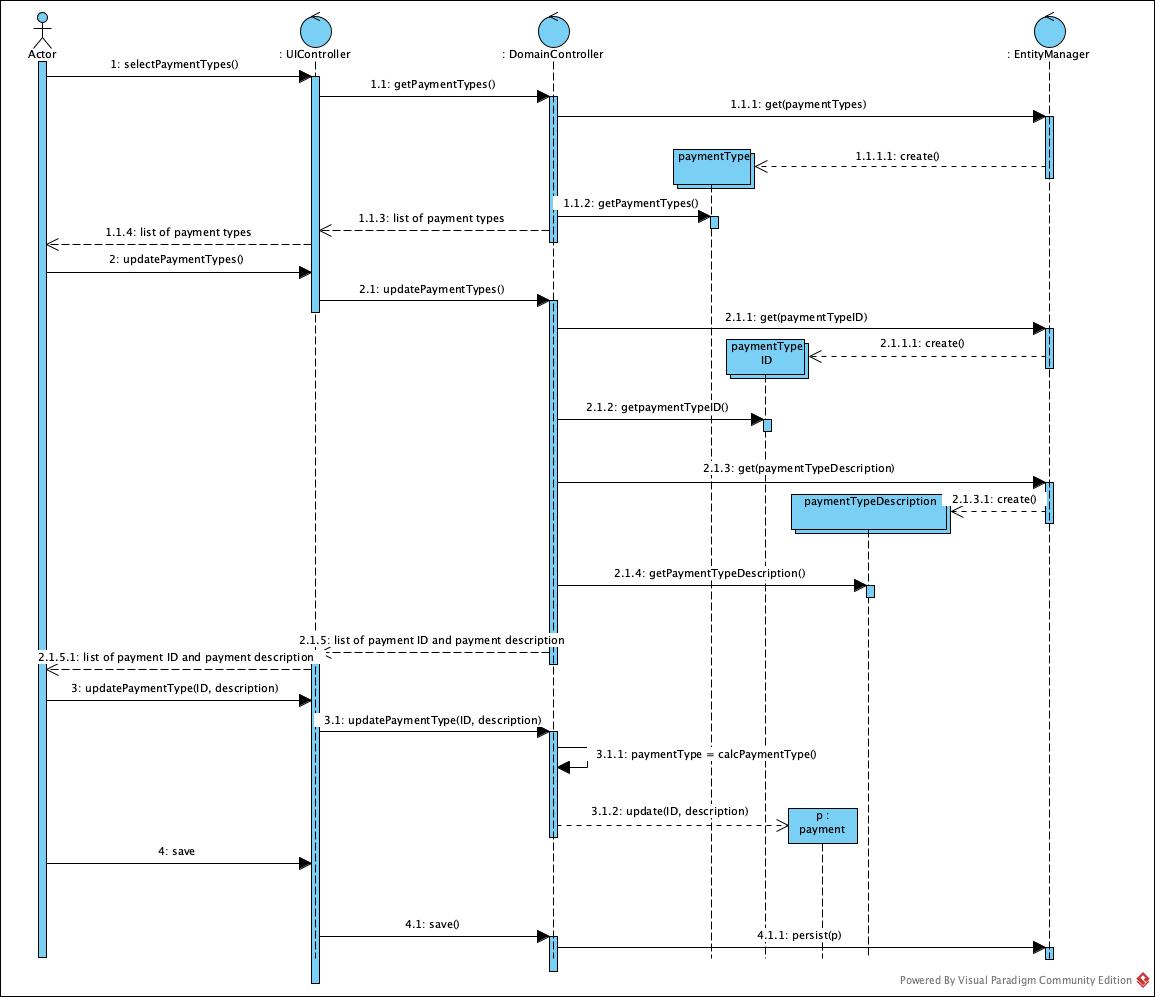 Actor
: UIController
: DomainController
: EntityManager
1: selectPaymentTypes()
1.1: getPaymentTypes()
1.1.1: get(paymentTypes)
paymentType
1.1.1.1: create()
1.1.2: getPaymentTypes()
1.1.3: list of payment types
1.1.4: list of payment types
2: updatePaymentTypes()
2.1: updatePaymentTypes()
2.1.1: get(paymentTypeID)
2.1.1.1: create()
paymentType
ID
2.1.2: getpaymentTypeID()
2.1.3: get(paymentTypeDescription)
paymentTypeDescription
2.1.3.1: create()
2.1.4: getPaymentTypeDescription()
2.1.5: list of payment ID and payment description
2.1.5.1: list of payment ID and payment description
3: updatePaymentType(ID, description)
3.1: updatePaymentType(ID, description)
3.1.1: paymentType = calcPaymentType()
3.1.2: update(ID, description)
p :
payment
4: save
4.1: save()
4.1.1: persist(p)
Powered By Visual Paradigm Community Edition